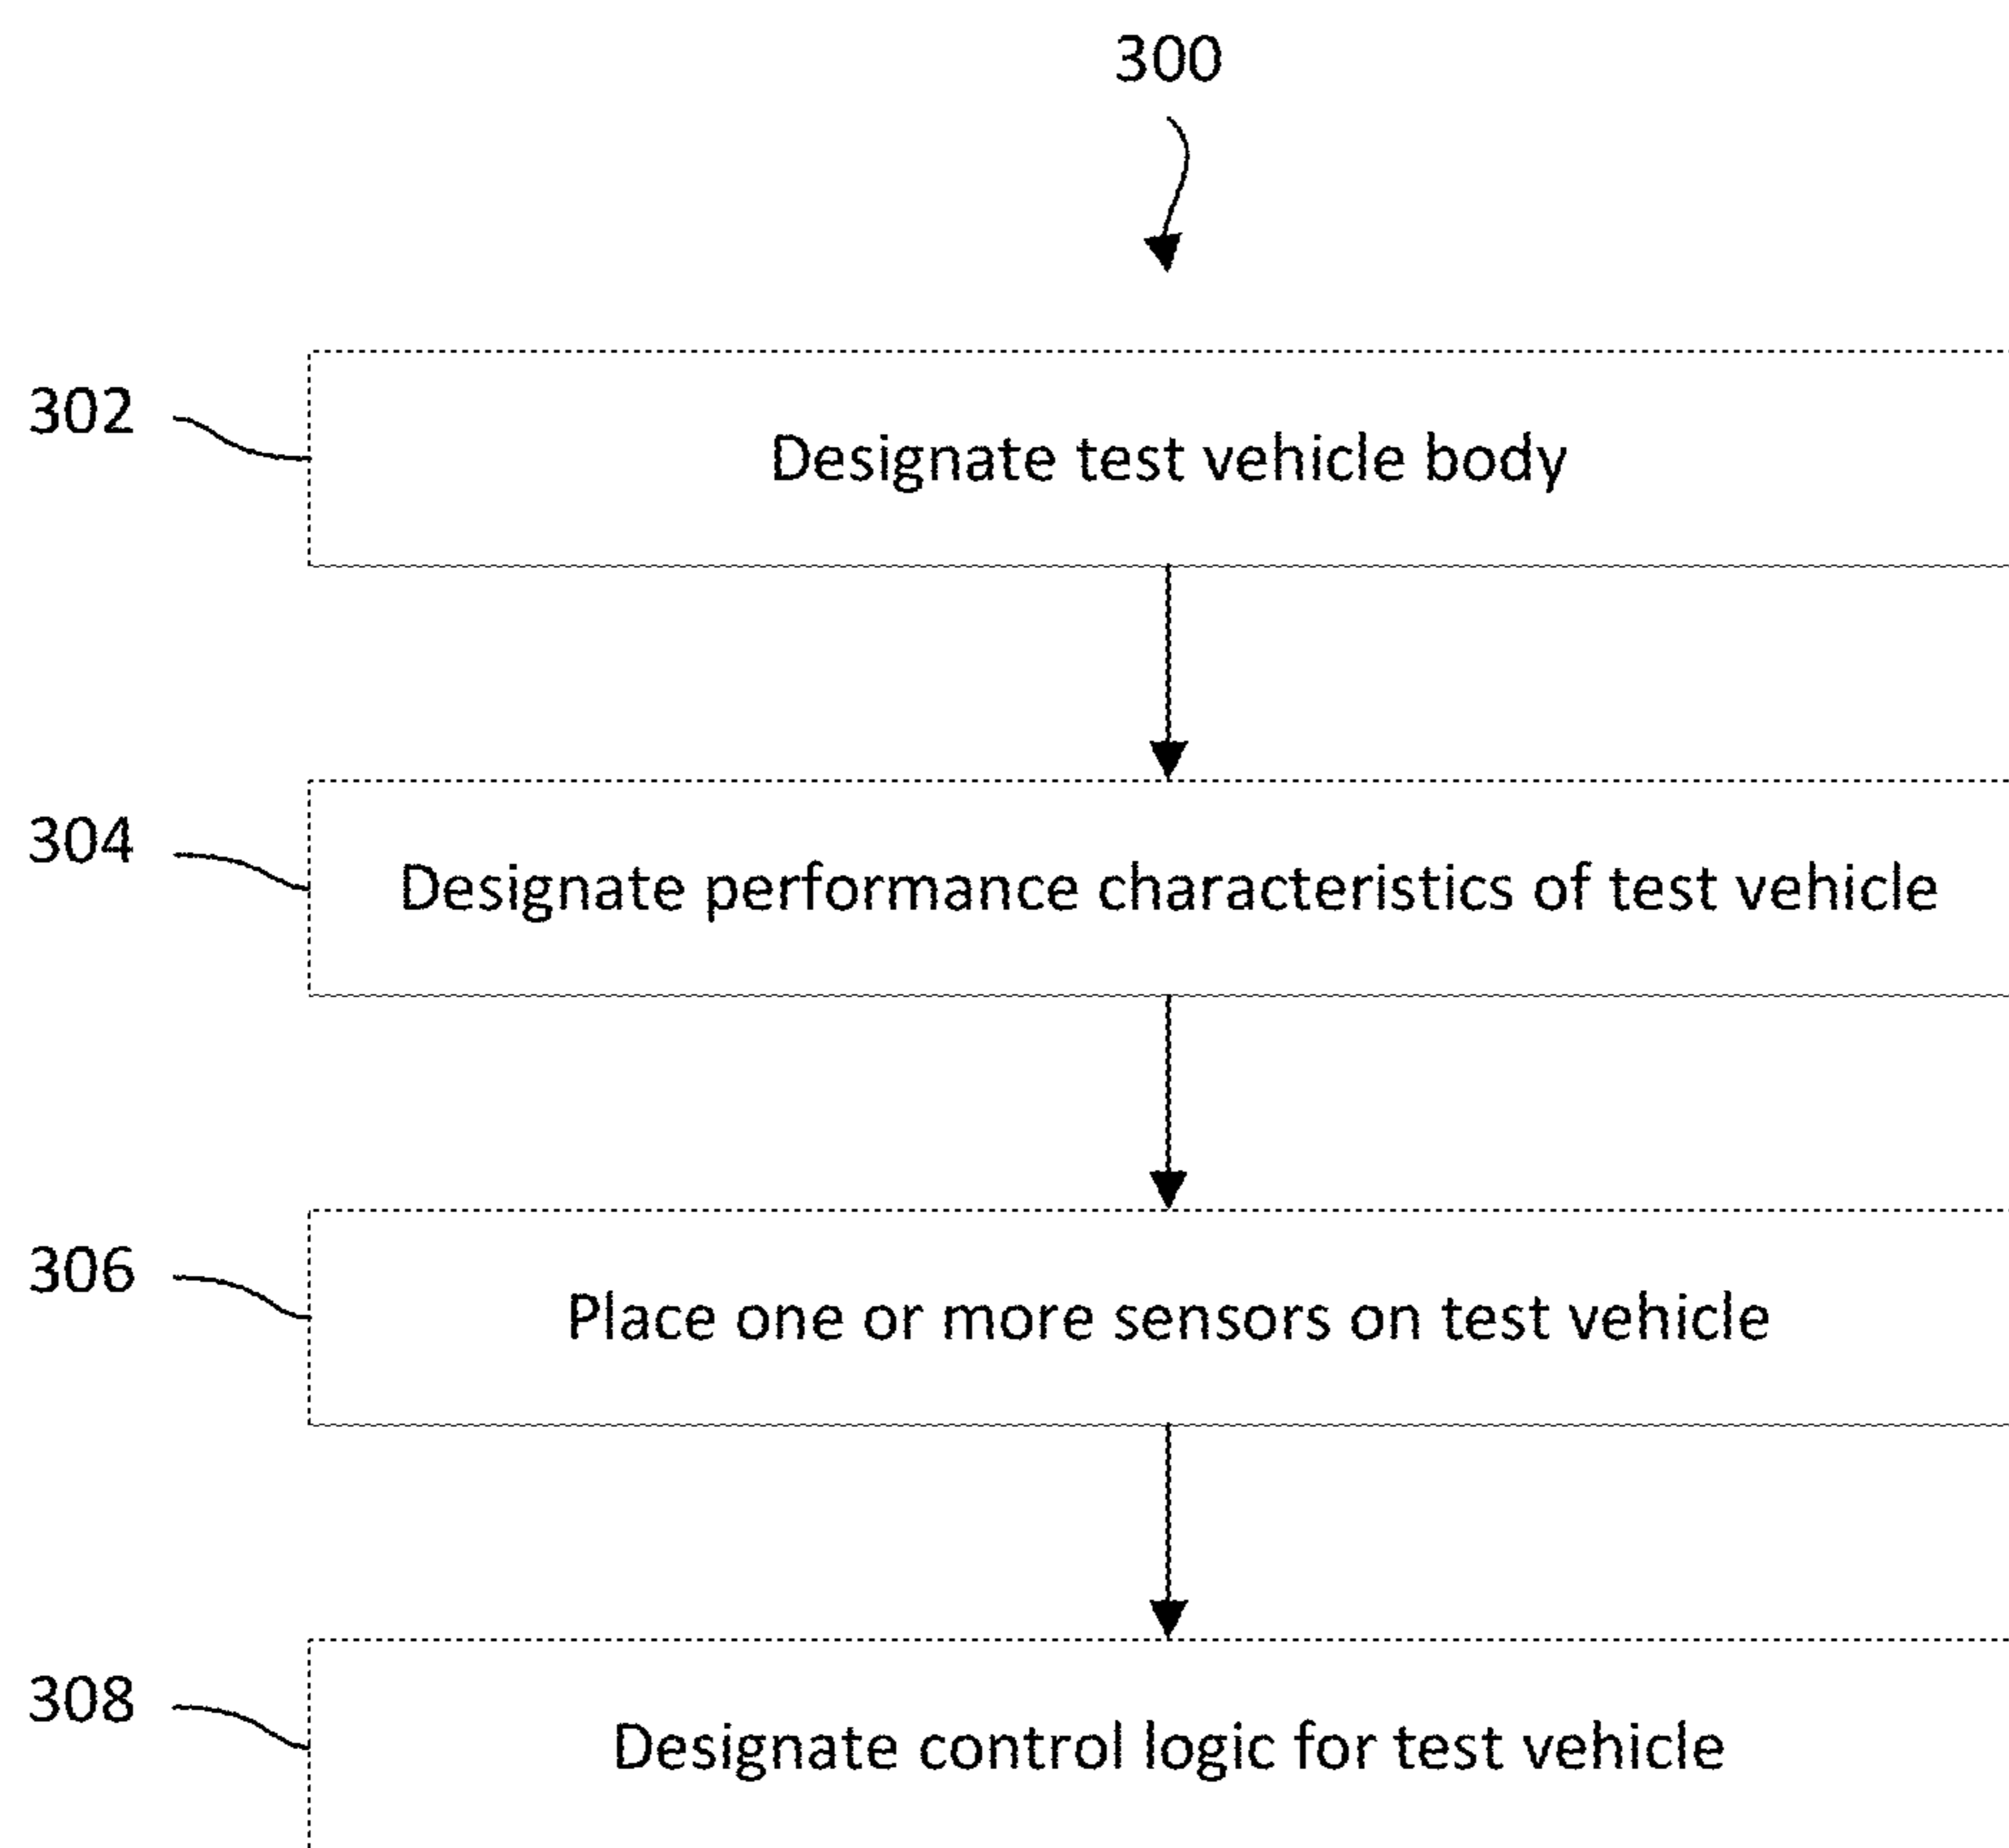 300
302
Designate test vehicle body
304
Designate performance characteristics of test vehicle
306
Place one or more sensors on test vehicle
308
Designate control logic for test vehicle